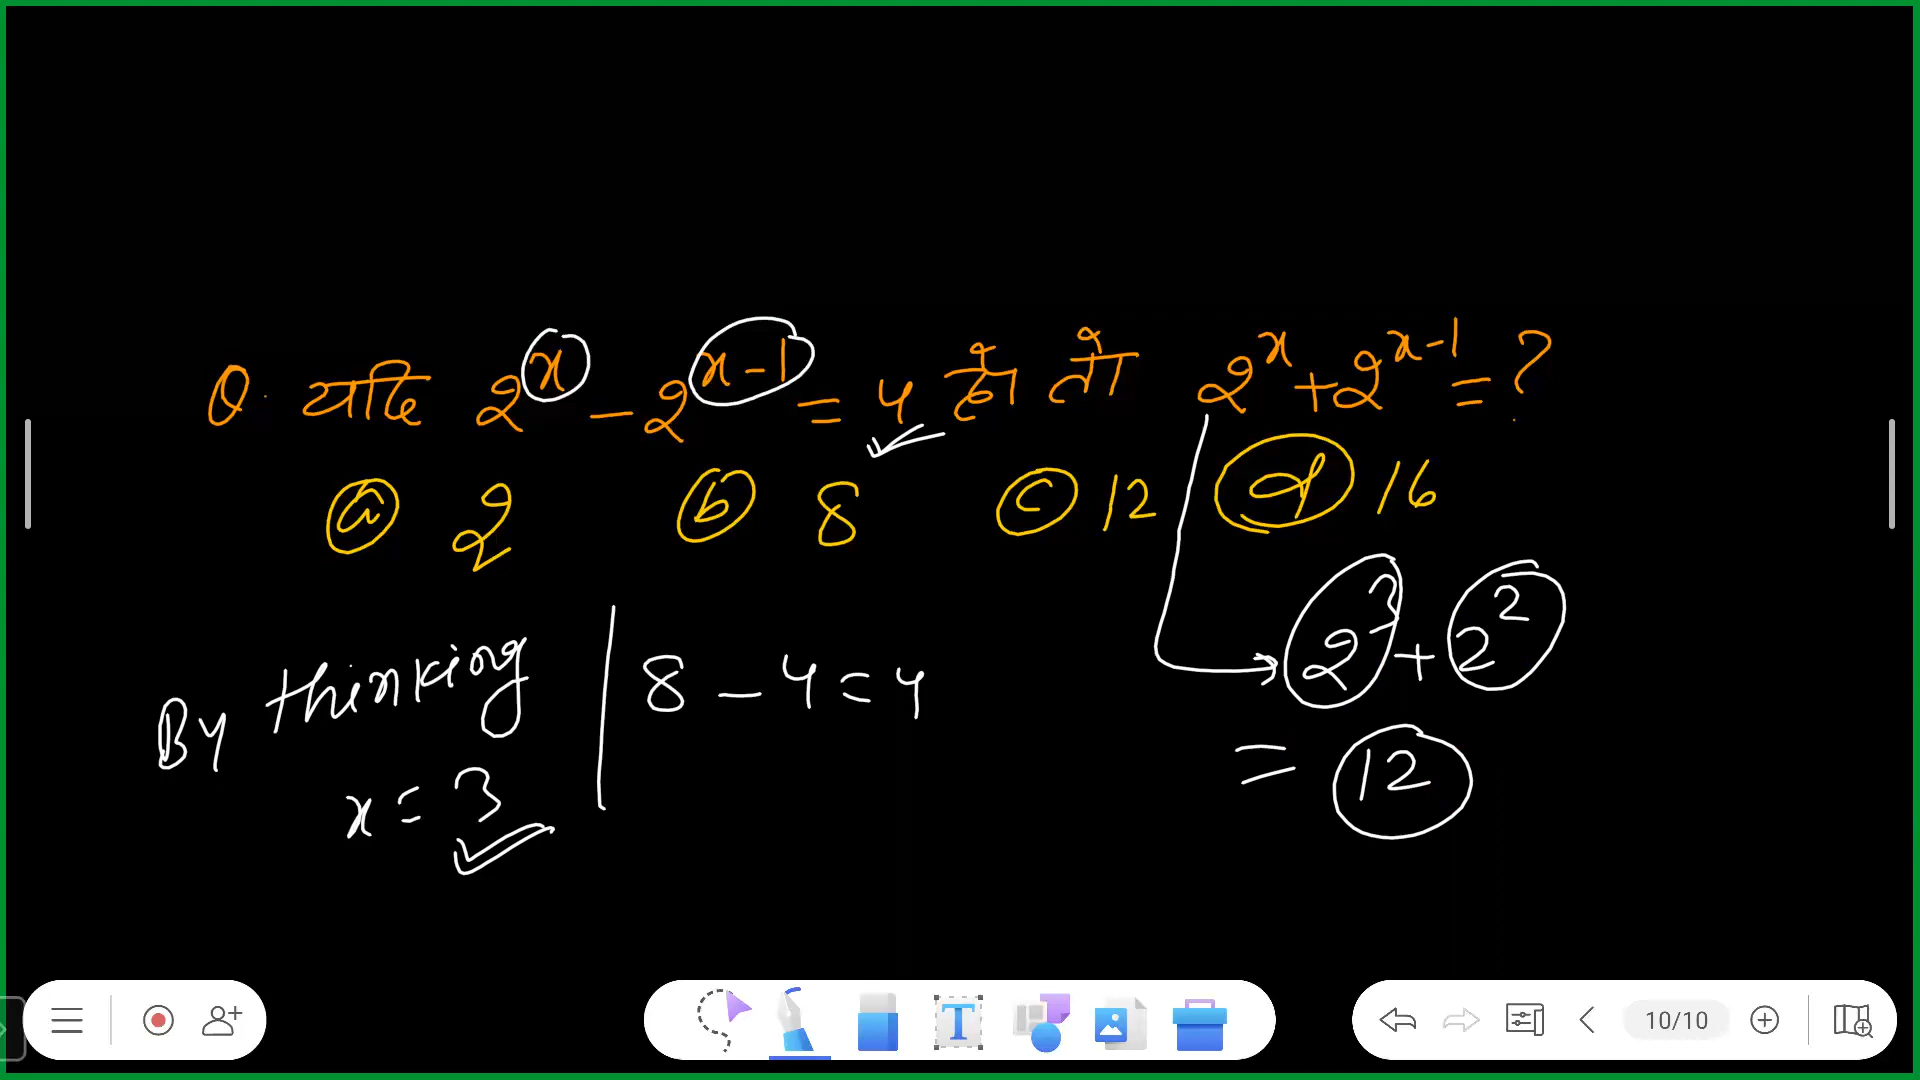 Q. यदि 2^x - 2^(x-1) = 4 हो तो 2^x + 2^(x-1) = ?
(a) 2 (b) 8 (c) 12 (d) 16
By thinking | 8 - 4 = 4
x = 3
2^3 + 2^2
= 12
T
10/10